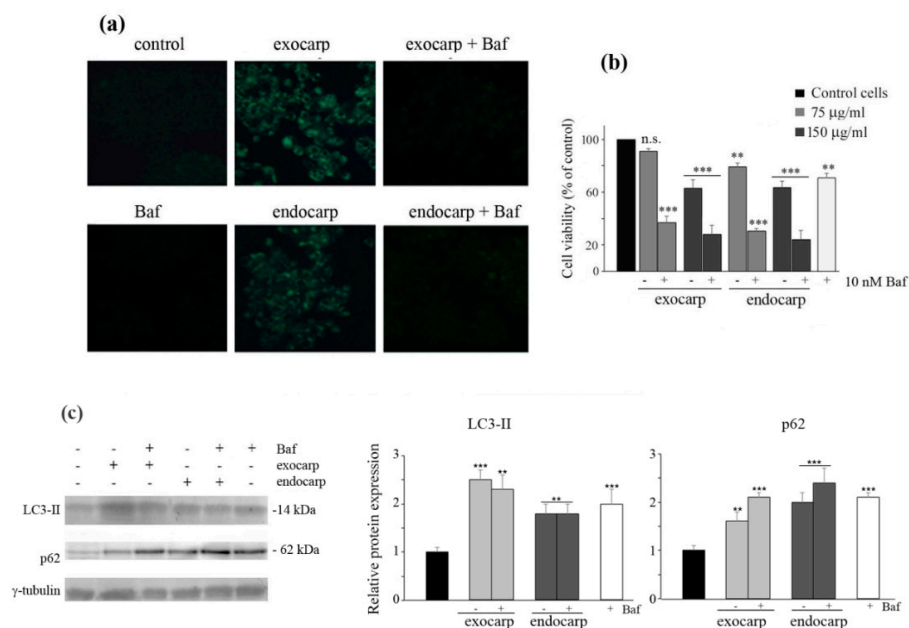 (a)
control
exocarp
exocarp + Baf
Baf
endocarp
endocarp + Baf
(b)
Control cells
75 µg/ml
150 µg/ml
Cell viability (% of control)
100
60
20
0
n.s.
***
***
**
***
***
**
- + - + - + - + +
10 nM Baf
exocarp endocarp
(c)
- - + - + + Baf
- + + - - - exocarp
- - - + + - endocarp
LC3-II -14 kDa
p62 - 62 kDa
γ-tubulin
LC3-II
Relative protein expression
3
2
1
0
*** ** ** ***
- + - + + Baf
exocarp endocarp
p62
3
2
1
0
** *** *** ***
- + - + + Baf
exocarp endocarp